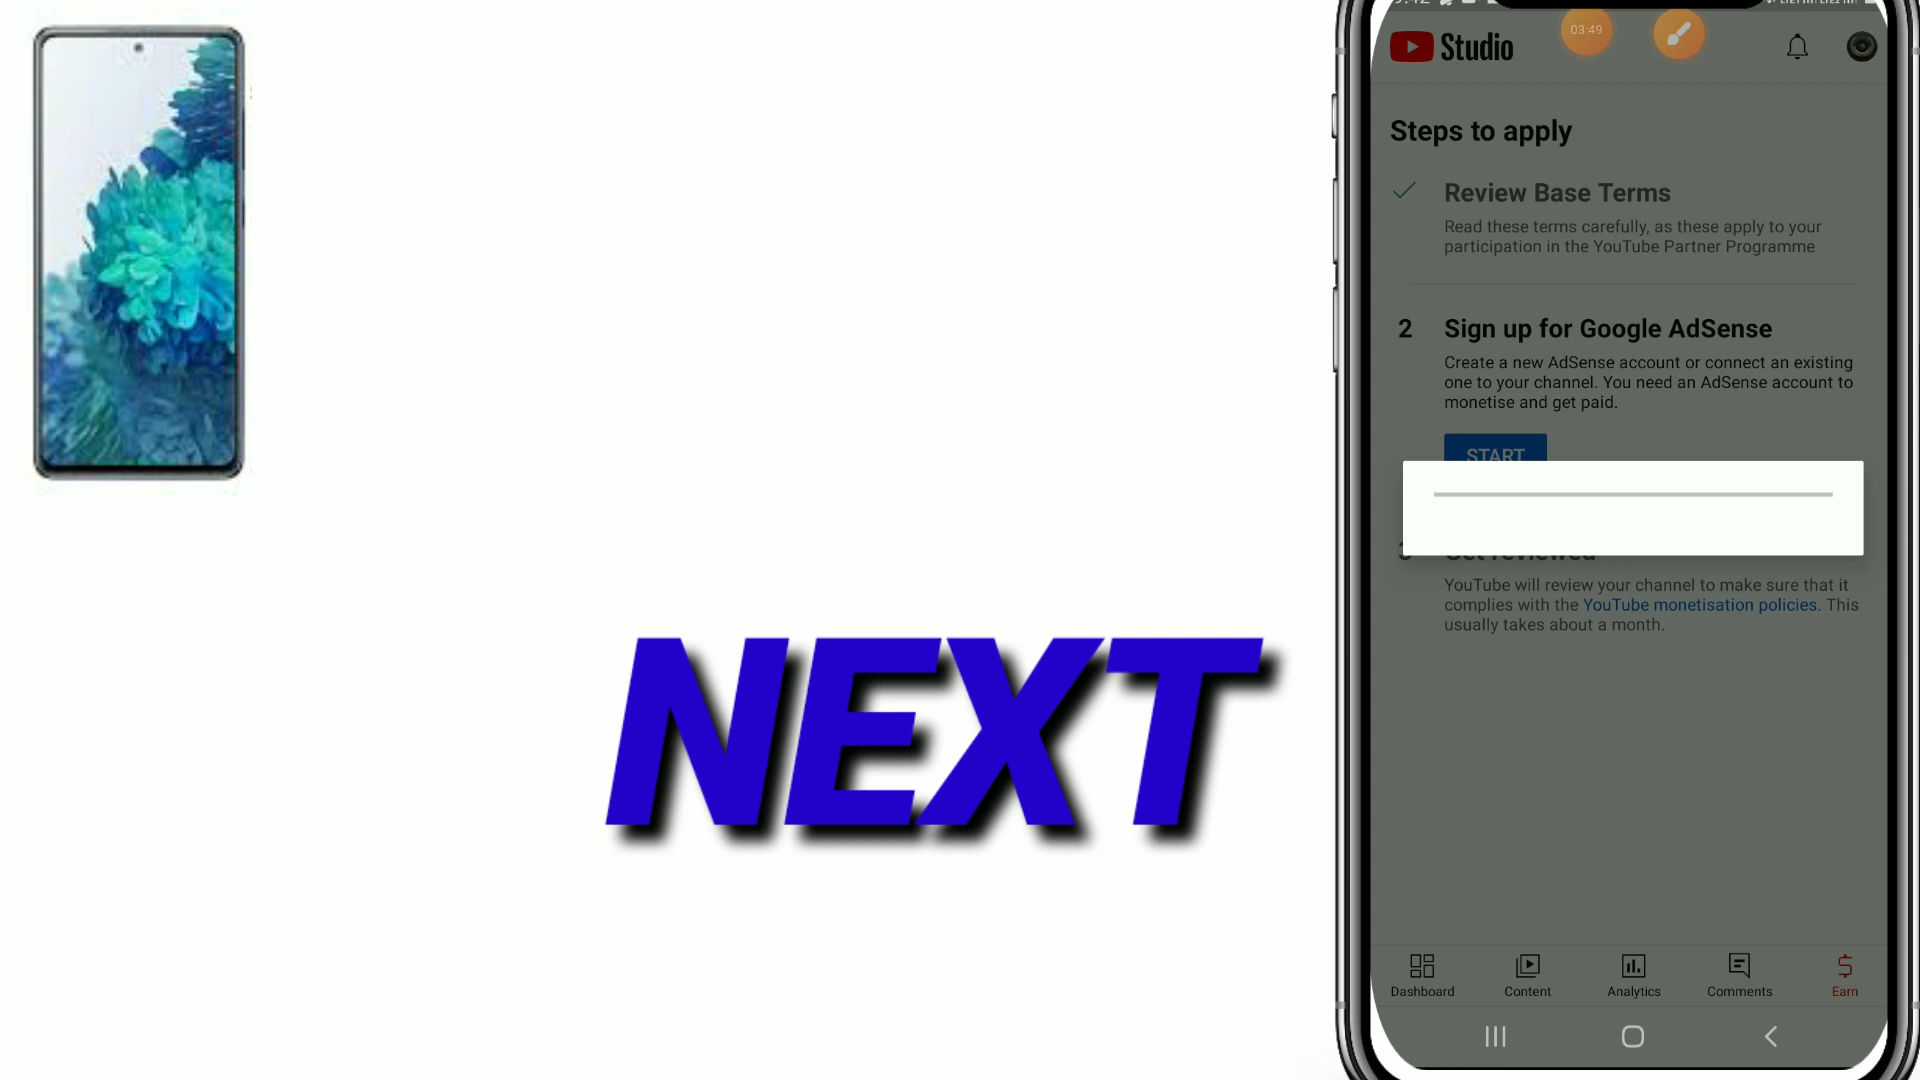 Studio
03:49
Steps to apply
Review Base Terms
Read these terms carefully, as these apply to your
participation in the YouTube Partner Programme
2
Sign up for Google AdSense
Create a new AdSense account or connect an existing
one to your channel. You need an AdSense account to
monetise and get paid.
START
Get reviewed
YouTube will review your channel to make sure that it
complies with the YouTube monetisation policies. This
usually takes about a month.
NEXT
Dashboard
Content
Analytics
Comments
Earn